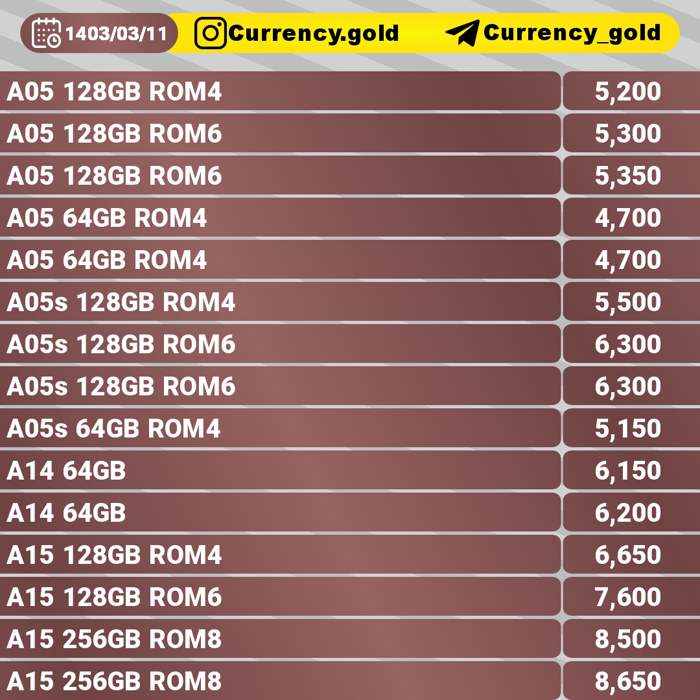 1403/03/11 Currency.gold Currency_gold
A05 128GB ROM4 5,200
A05 128GB ROM6 5,300
A05 128GB ROM6 5,350
A05 64GB ROM4 4,700
A05 64GB ROM4 4,700
A05s 128GB ROM4 5,500
A05s 128GB ROM6 6,300
A05s 128GB ROM6 6,300
A05s 64GB ROM4 5,150
A14 64GB 6,150
A14 64GB 6,200
A15 128GB ROM4 6,650
A15 128GB ROM6 7,600
A15 256GB ROM8 8,500
A15 256GB ROM8 8,650